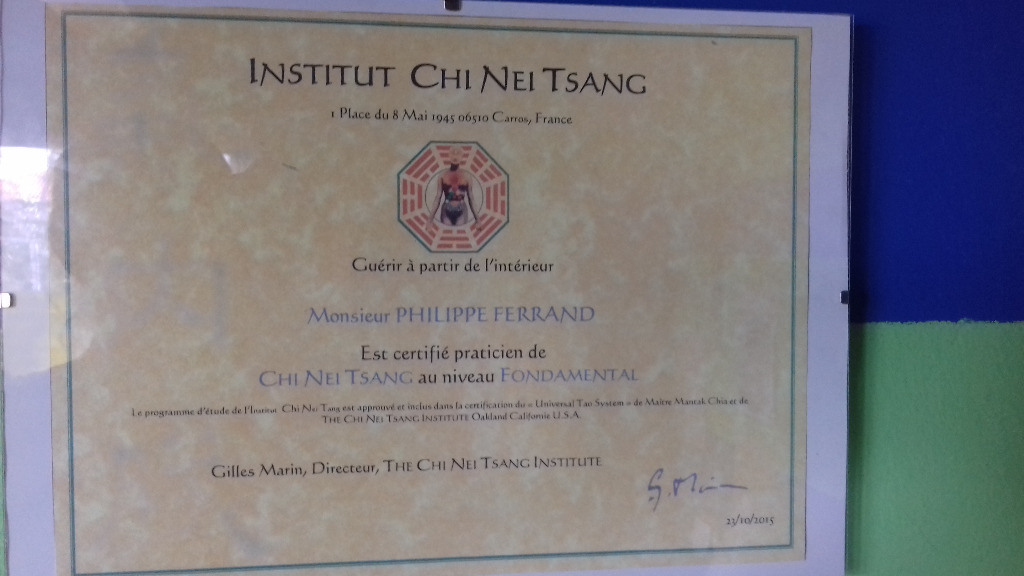 INSTITUT CHI NEI TSANG
1 Place du 8 Mai 1945 06510 Carros, France
Guérir à partir de l'intérieur
Monsieur PHILIPPE FERRAND
Est certifié praticien de
CHI NEI TSANG au niveau FONDAMENTAL
Le programme d'étude de l'Institut Chi Nei Tang est approuvé et inclus dans la certification du « Universal Tao System » de Maître Mantak Chia et de
THE CHI NEI TSANG INSTITUTE Oakland Californie U.S.A.
Gilles Marin, Directeur, THE CHI NEI TSANG INSTITUTE
G. Marin
23/10/2015